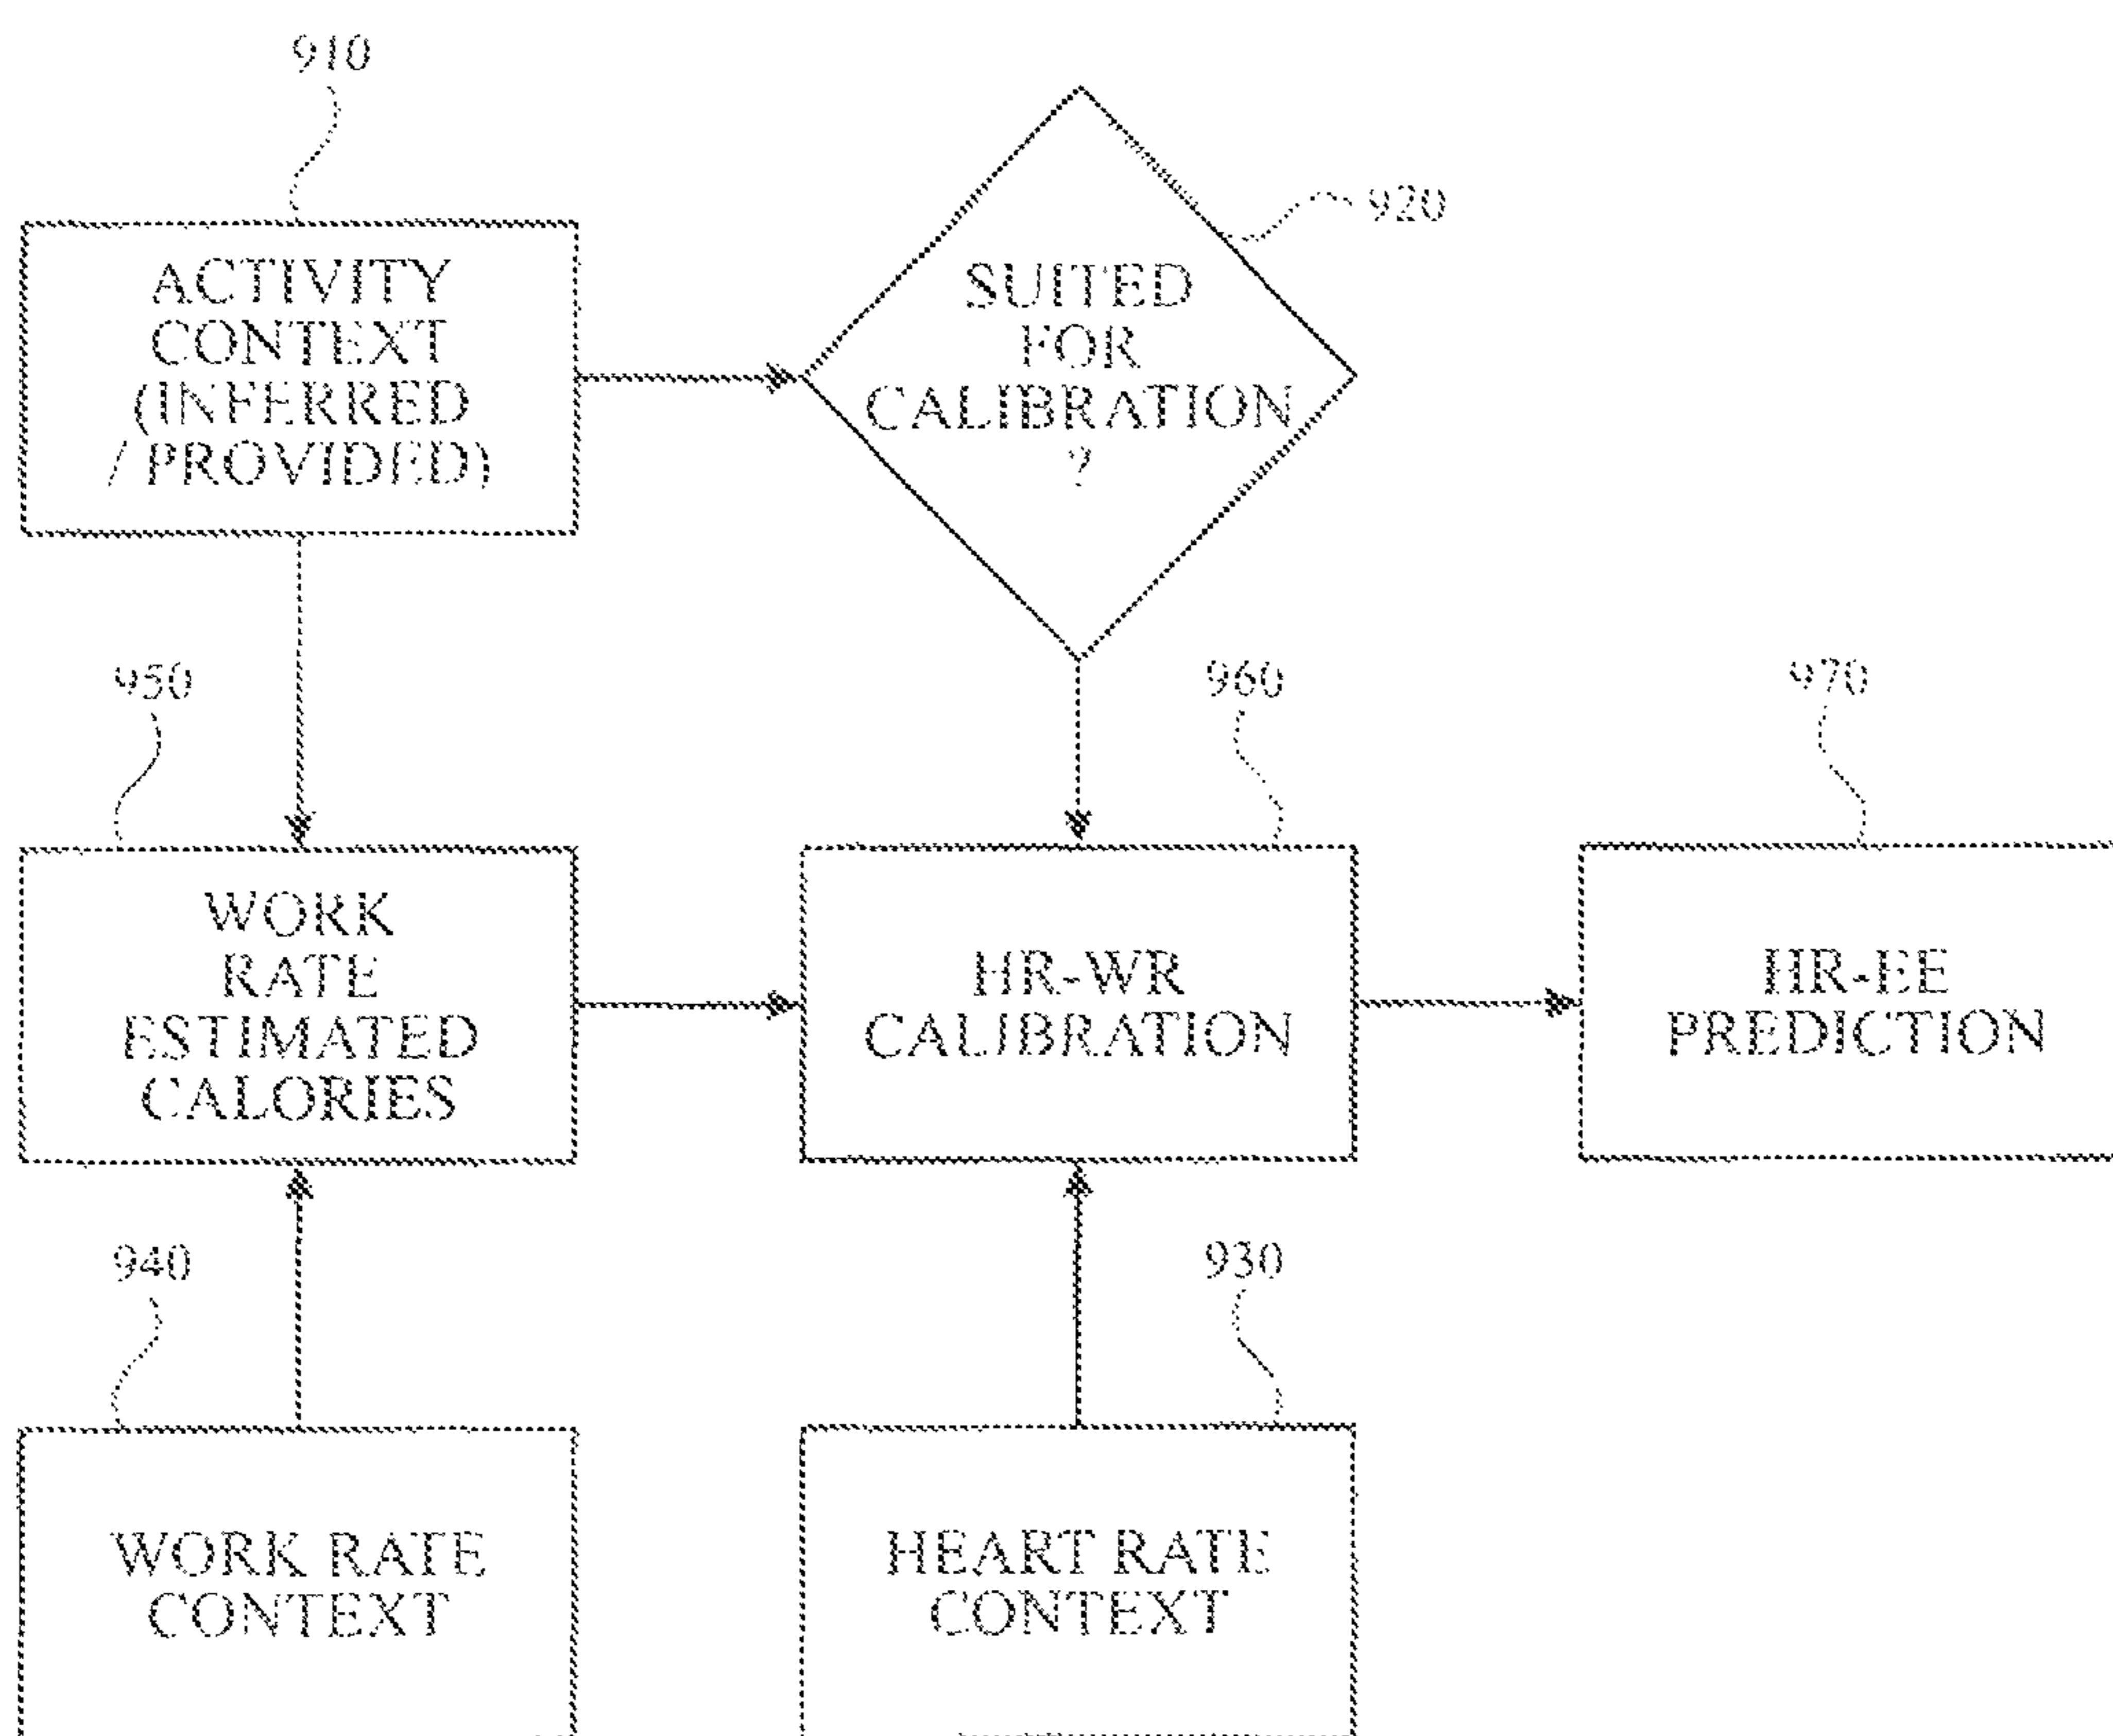 910
920
ACTIVITY
CONTEXT
(INFERRED
/ PROVIDED)
SUITED
FOR
CALIBRATION
?
950
960
970
WORK
RATE
ESTIMATED
CALORIES
HR-WR
CALIBRATION
HR-EE
PREDICTION
940
930
WORK RATE
CONTEXT
HEART RATE
CONTEXT